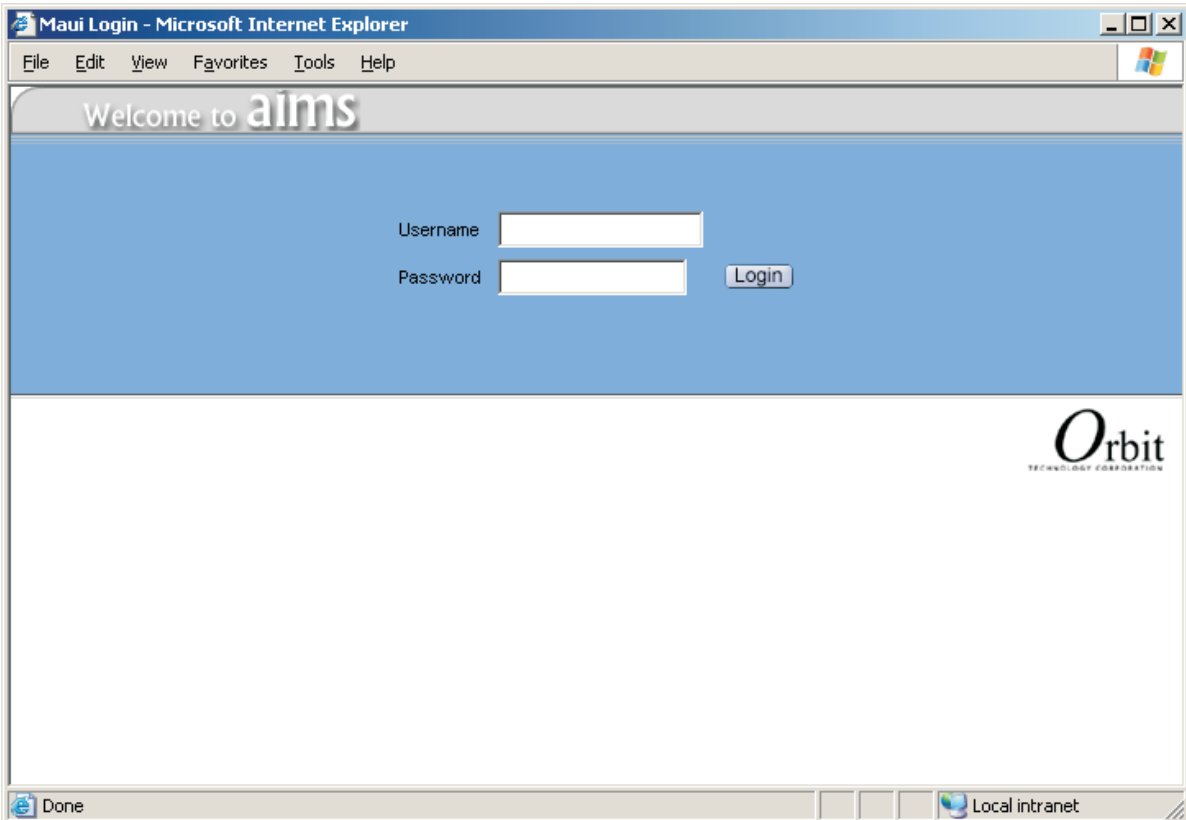 Maui Login - Microsoft Internet Explorer
File Edit View Favorites Tools Help
Welcome to aims
Username
Password Login
Orbit
TECHNOLOGY CORPORATION
Done Local intranet